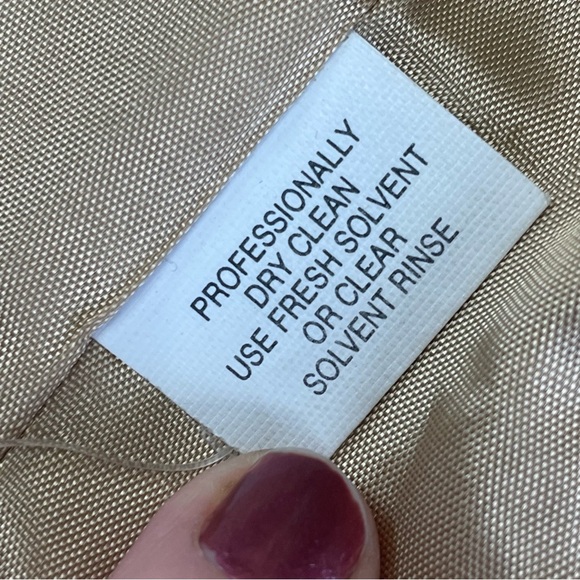 PROFESSIONALLY
DRY CLEAN
USE FRESH SOLVENT
OR CLEAR
SOLVENT RINSE